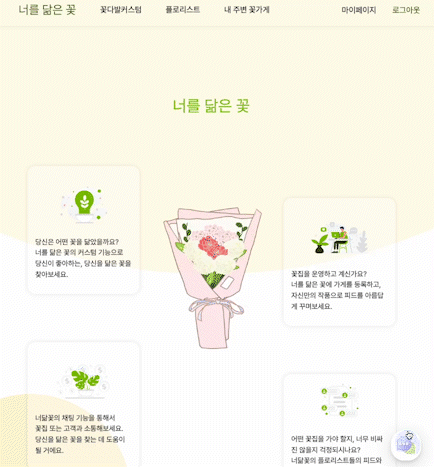 너를 닮은 꽃
꽃다발커스텀
플로리스트
내 주변 꽃가게
마이페이지
로그아웃
너를 닮은 꽃
당신은 어떤 꽃을 닮았을까요?
너를 닮은 꽃의 커스텀 기능으로
당신이 좋아하는, 당신을 닮은 꽃을
찾아보세요.
꽃집을 운영하고 계신가요?
너를 닮은 꽃에 가게를 등록하고,
자신만의 작품으로 피드를 아름답
게 꾸며보세요.
너닮꽃의 채팅 기능을 통해서
꽃집 또는 고객과 소통해보세요.
당신을 닮은 꽃을 찾는 데 도움이
될 거에요.
어떤 꽃집을 가야 할지, 너무 비싸
진 않을지 걱정되시나요?
너닮꽃의 플로리스트들의 피드와